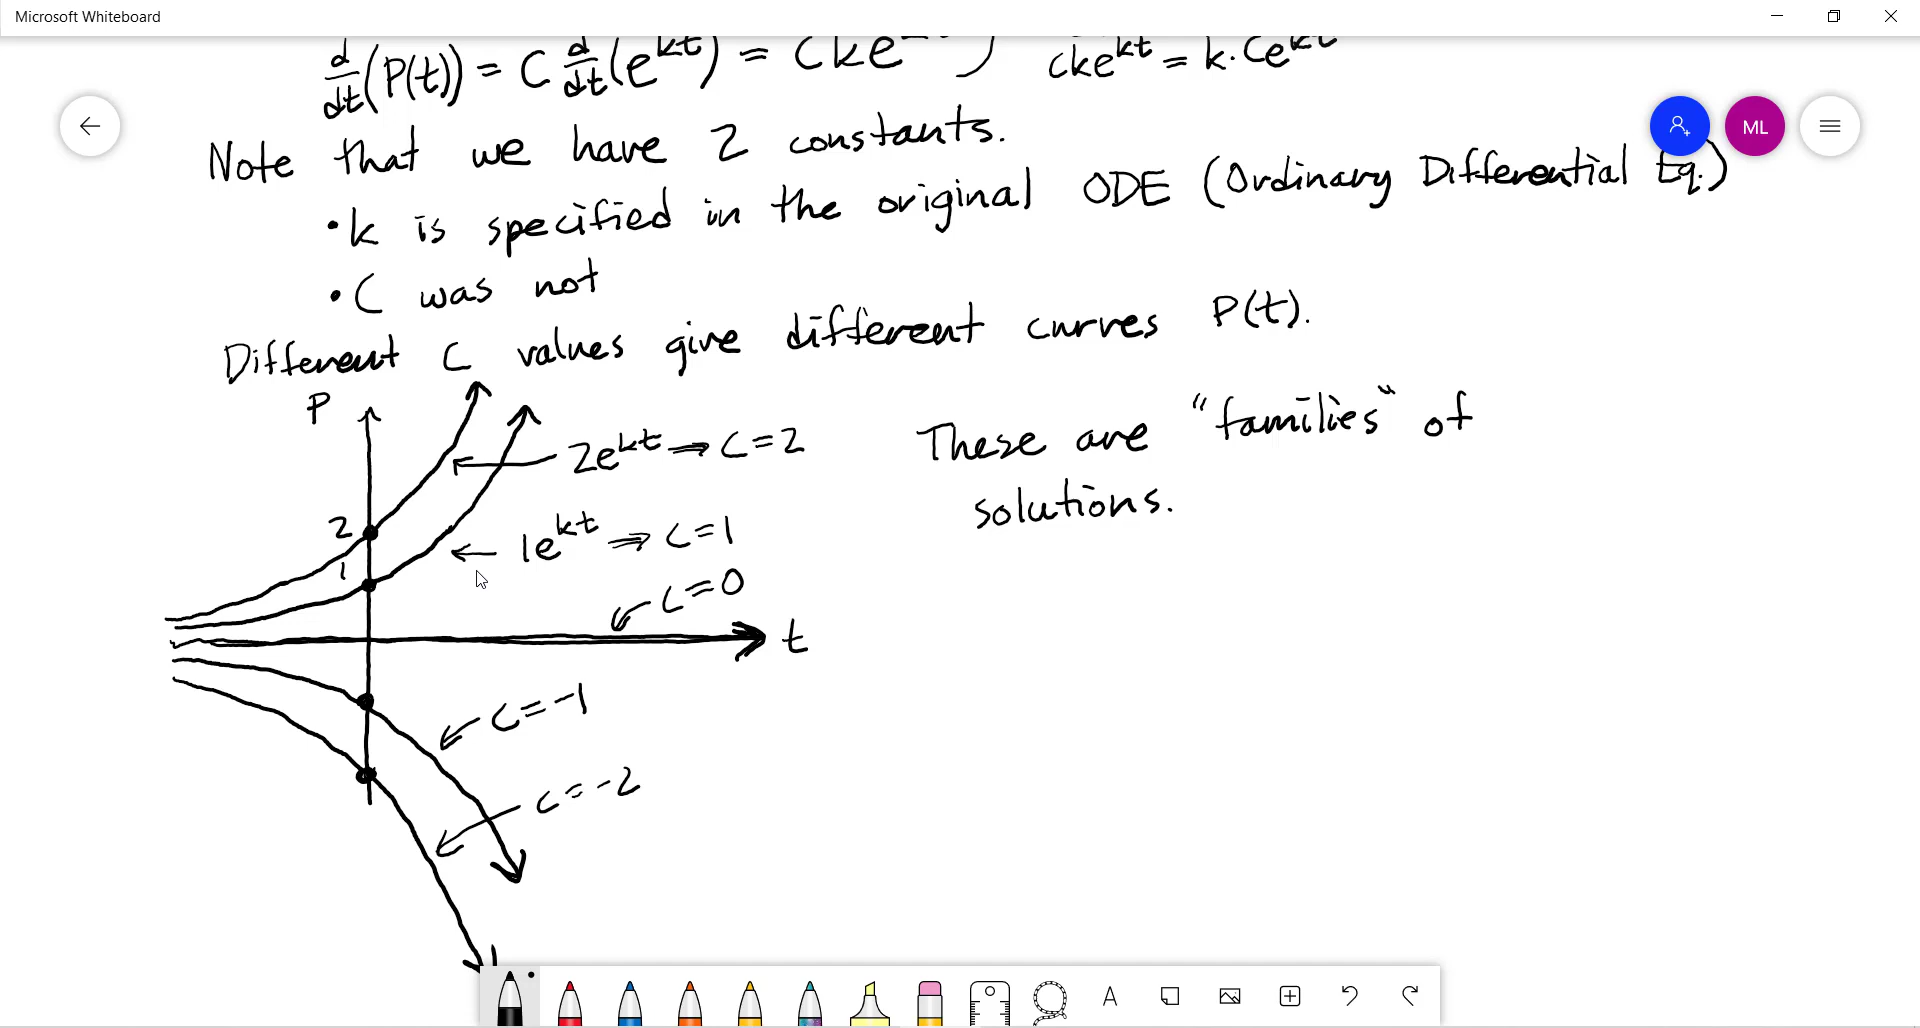 Microsoft Whiteboard
d/dt(P(t)) = C d/dt(e^kt) = Cke
cke^kt = k·Ce^kt
ML
Note that we have 2 constants.
• k is specified in the original ODE (Ordinary Differential Eq.)
• C was not
Different C values give different curves P(t).
P
These are "families" of
solutions.
2e^kt ⇒ C=2
2
1e^kt ⇒ C=1
1
C=0
t
C=-1
C=-2
A